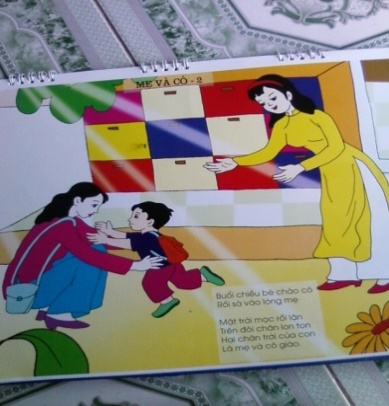 MẸ VÀ CÔ - 2
Buổi chiều bé chào cô
Rồi sà vào lòng mẹ
Mặt trời mọc rồi lặn
Trên đôi chân lon ton
Hai chân trời của con
Là mẹ và cô giáo.